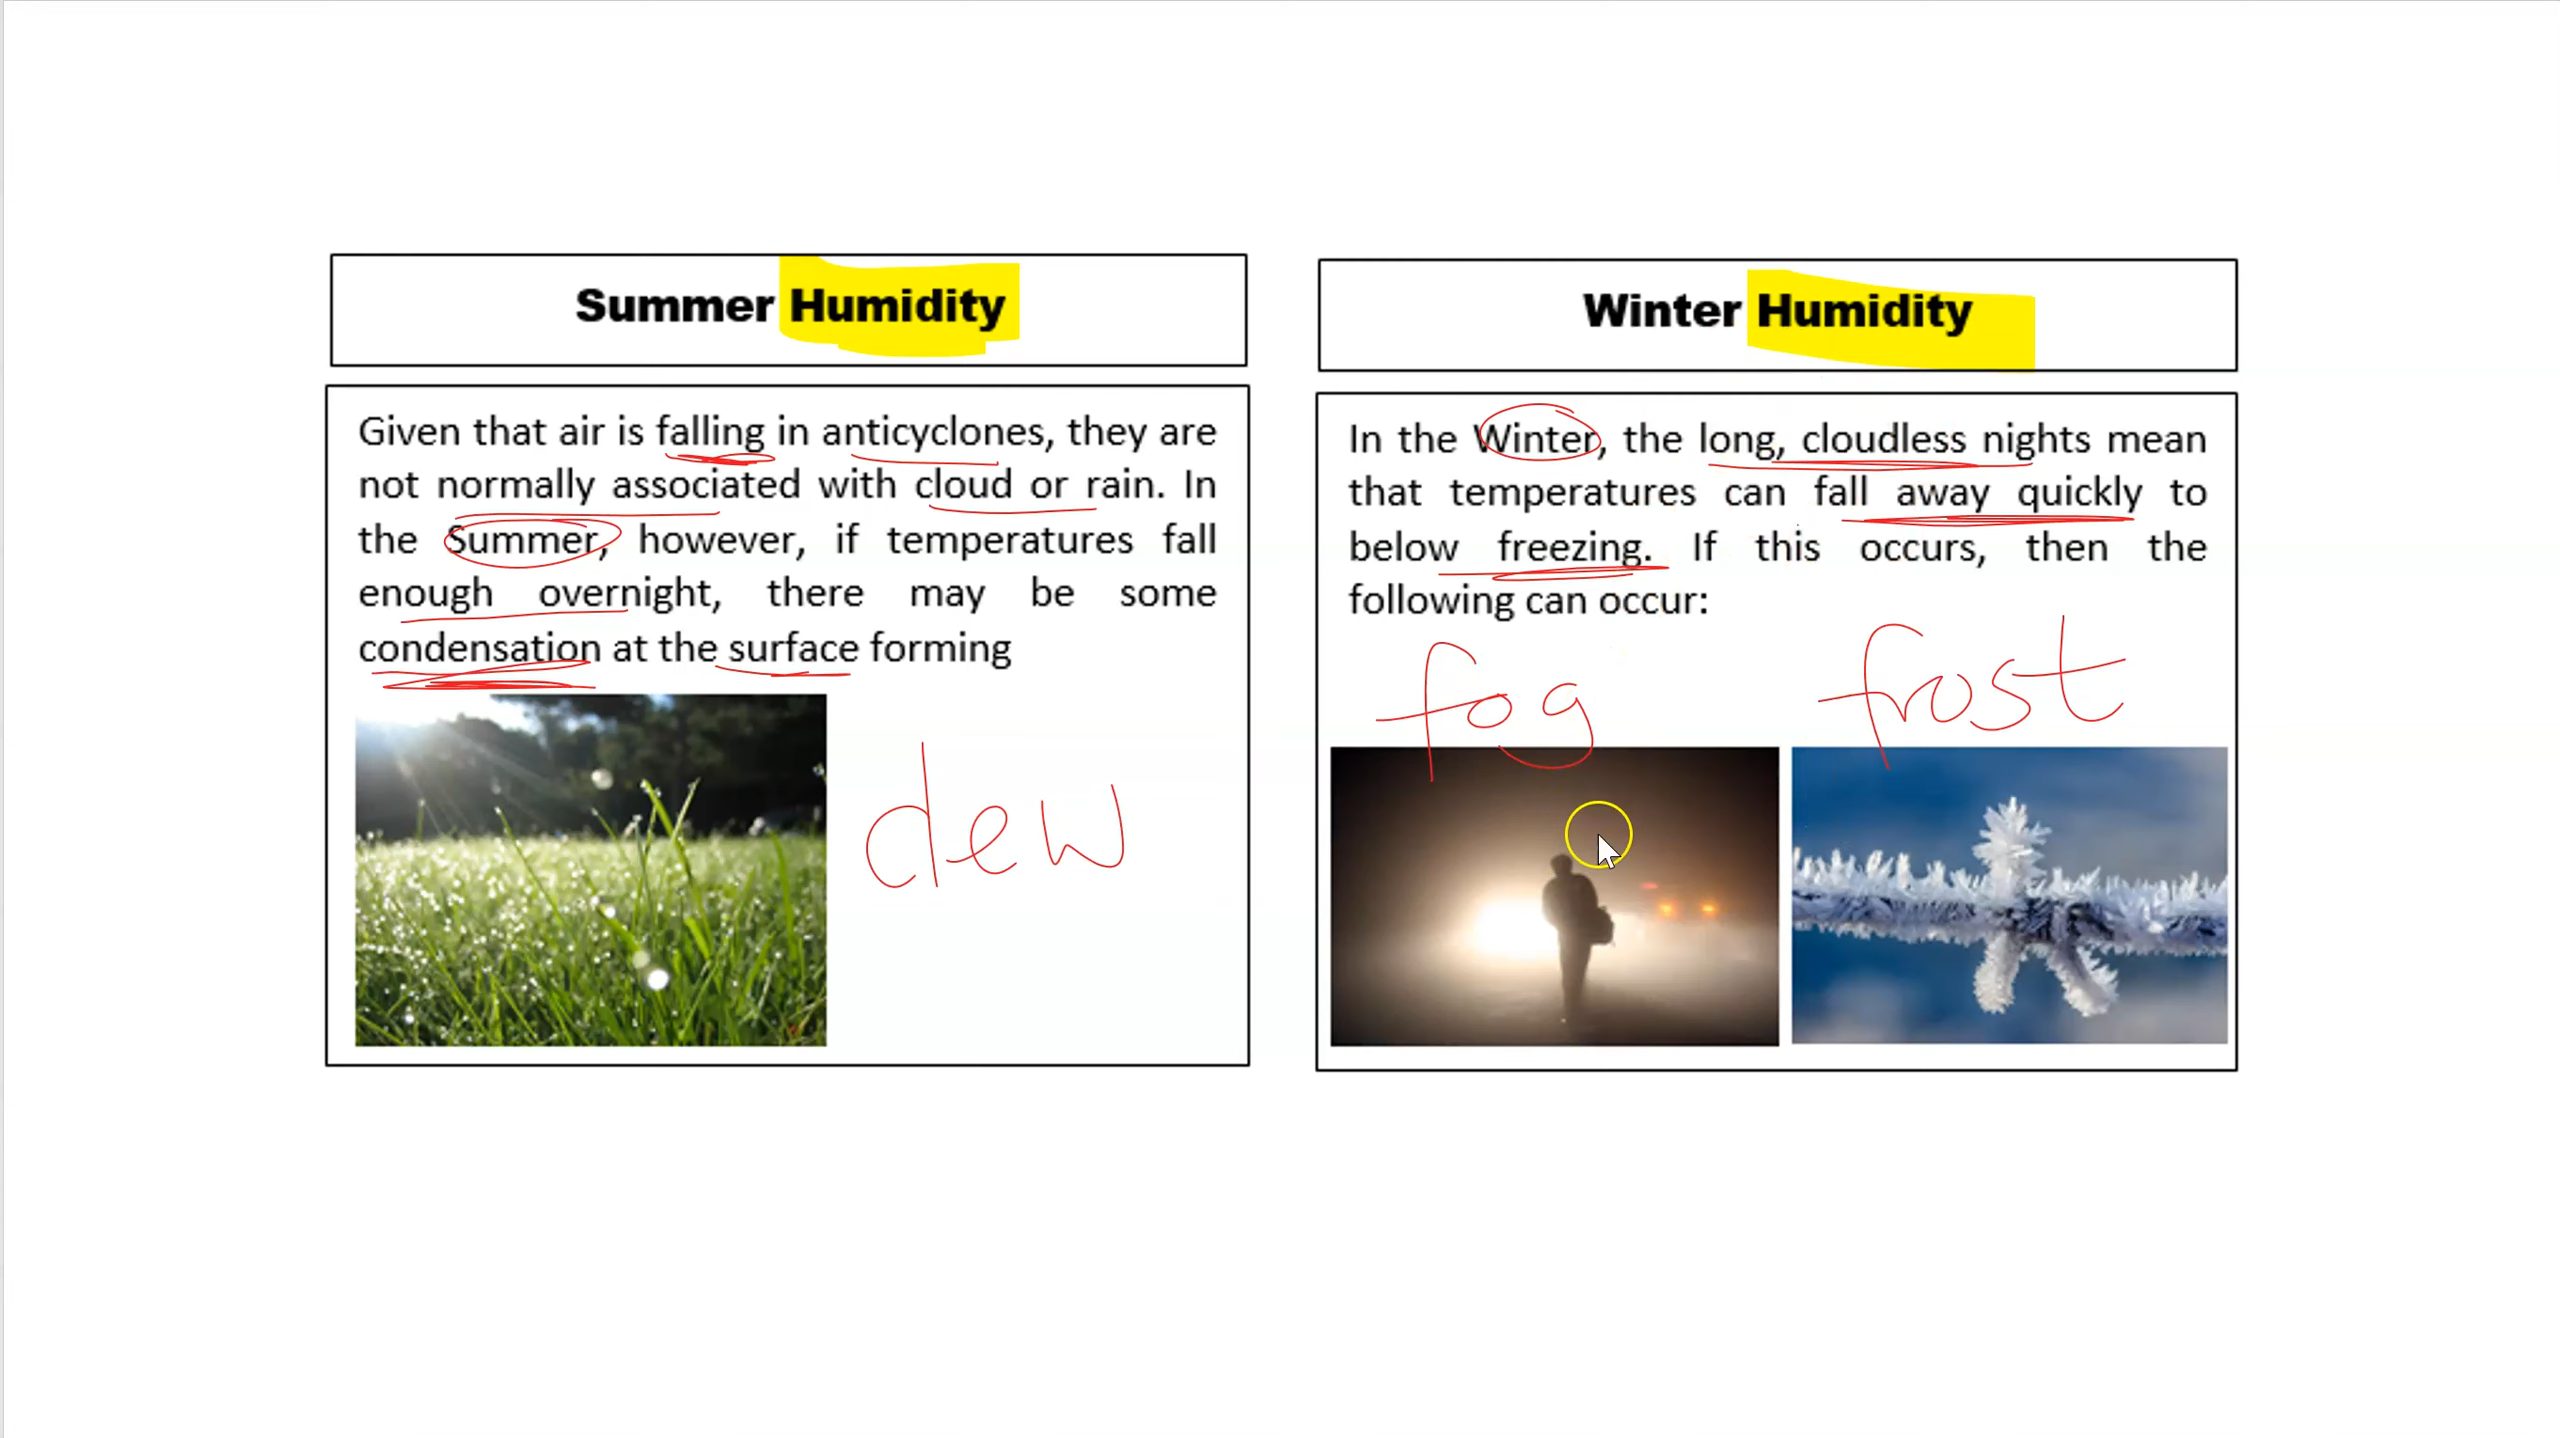 Summer Humidity
Given that air is falling in anticyclones, they are
not normally associated with cloud or rain. In
the Summer, however, if temperatures fall
enough overnight, there may be some
condensation at the surface forming
dew
Winter Humidity
In the Winter, the long, cloudless nights mean
that temperatures can fall away quickly to
below freezing. If this occurs, then the
following can occur:
fog frost